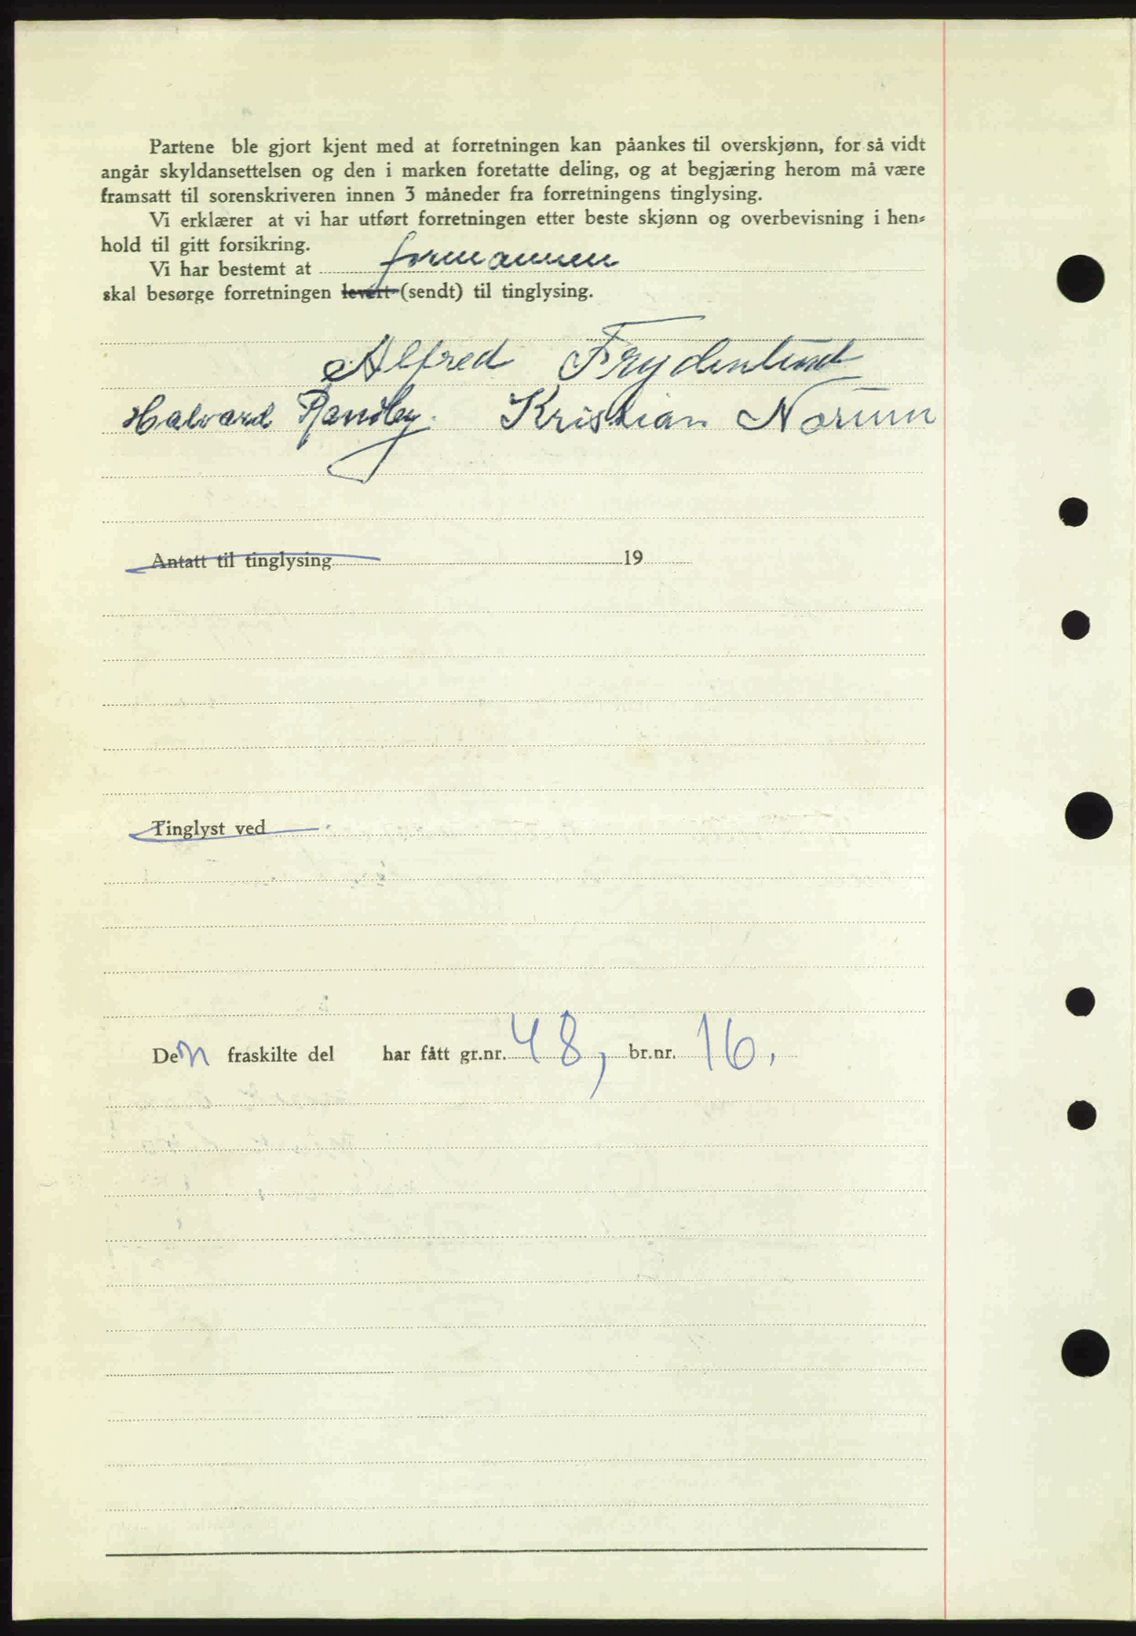 Partene ble gjort kjent med at forretningen kan påankes til overskjønn, for så vidt
angår skyldansettelsen og den i marken foretatte deling, og at begjæring herom må være
framsatt til sorenskriveren innen 3 måneder fra forretningens tinglysing.
Vi erklærer at vi har utført forretningen etter beste skjønn og overbevisning i hen-
hold til gitt forsikring.
Vi har bestemt at formannen
skal besørge forretningen levert (sendt) til tinglysing.
Alfred Frydenlund
Halvard Kristian Norum
Antatt til tinglysing 19
Tinglyst ved
Den fraskilte del har fått gr.nr. 48, br.nr. 16.